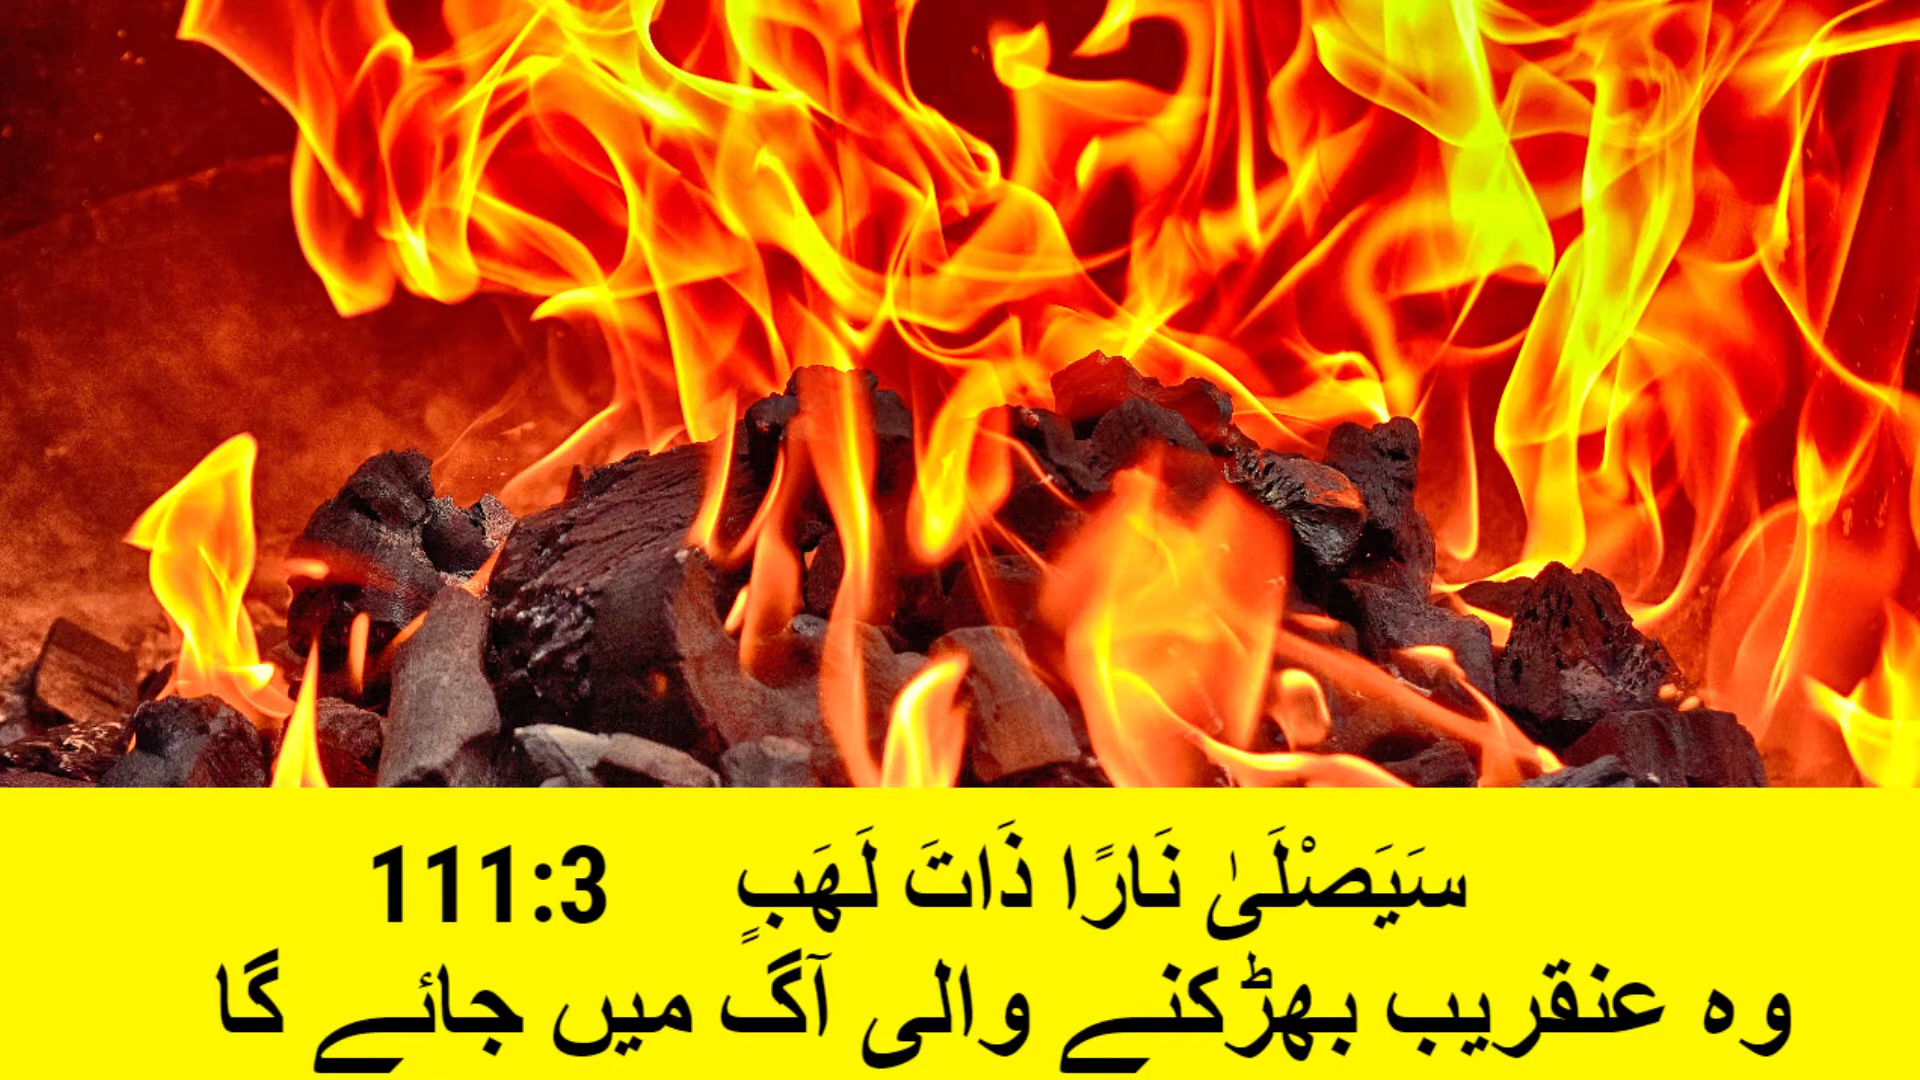 سَيَصْلَىٰ نَارًا ذَاتَ لَهَبٍ 111:3
وہ عنقریب بھڑکنے والی آگ میں جائے گا